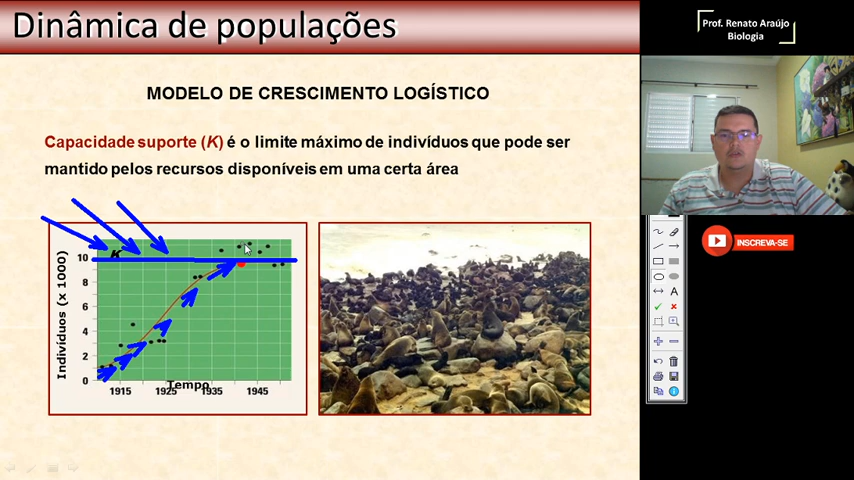 Dinâmica de populações
Prof. Renato Araújo
Biologia
MODELO DE CRESCIMENTO LOGÍSTICO
Capacidade suporte (K) é o limite máximo de indivíduos que pode ser
mantido pelos recursos disponíveis em uma certa área
INSCREVA-SE
K
Indivíduos (x 1000)
10
8
6
4
2
0
Tempo
1915
1925
1935
1945
A